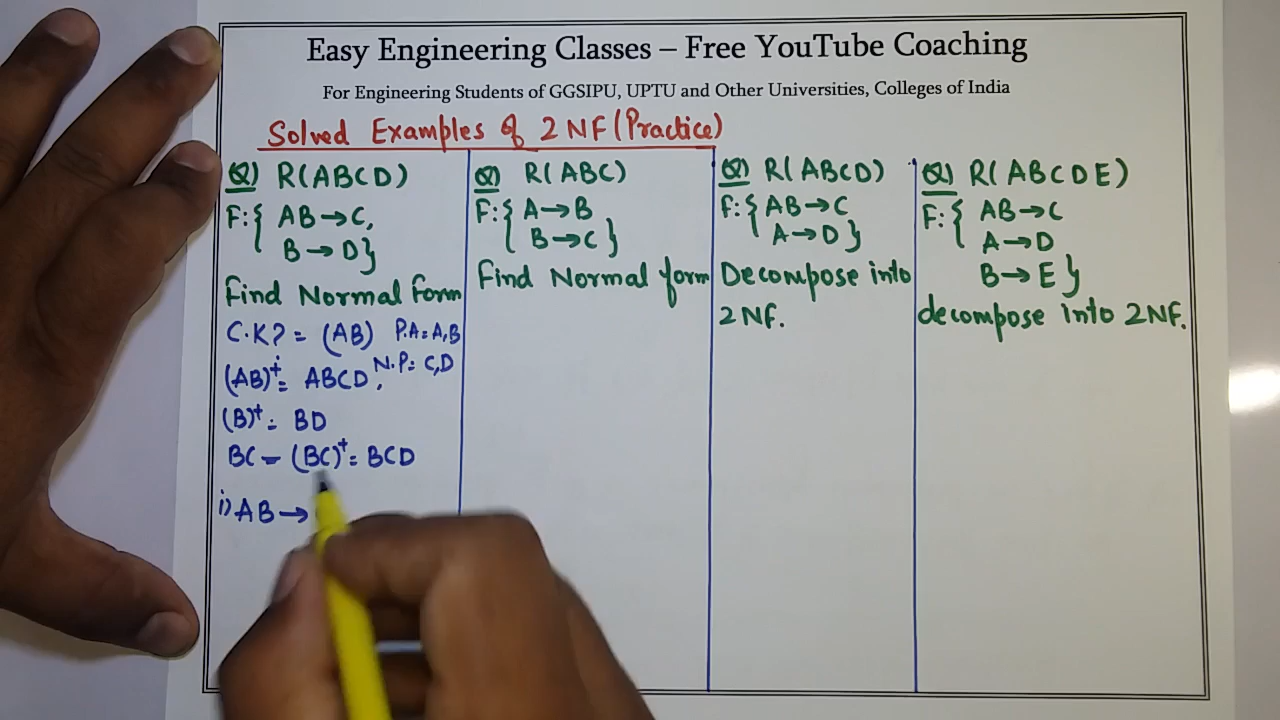 Easy Engineering Classes – Free YouTube Coaching
For Engineering Students of GGSIPU, UPTU and Other Universities, Colleges of India
Solved Examples of 2NF (Practice)
Q) R(ABCD)
F: { AB → C,
B → D}
Find Normal Form
C.K? = (AB) P.A = A,B
(AB)⁺ = ABCD, N.P = C,D
(B)⁺ = BD
BC – (BC)⁺ = BCD
i) AB →
Q) R(ABC)
F: { A → B
B → C }
Find Normal form
Q) R(ABCD)
F: { AB → C
A → D }
Decompose into
2NF.
Q) R(ABCDE)
F: { AB → C
A → D
B → E }
decompose into 2NF.